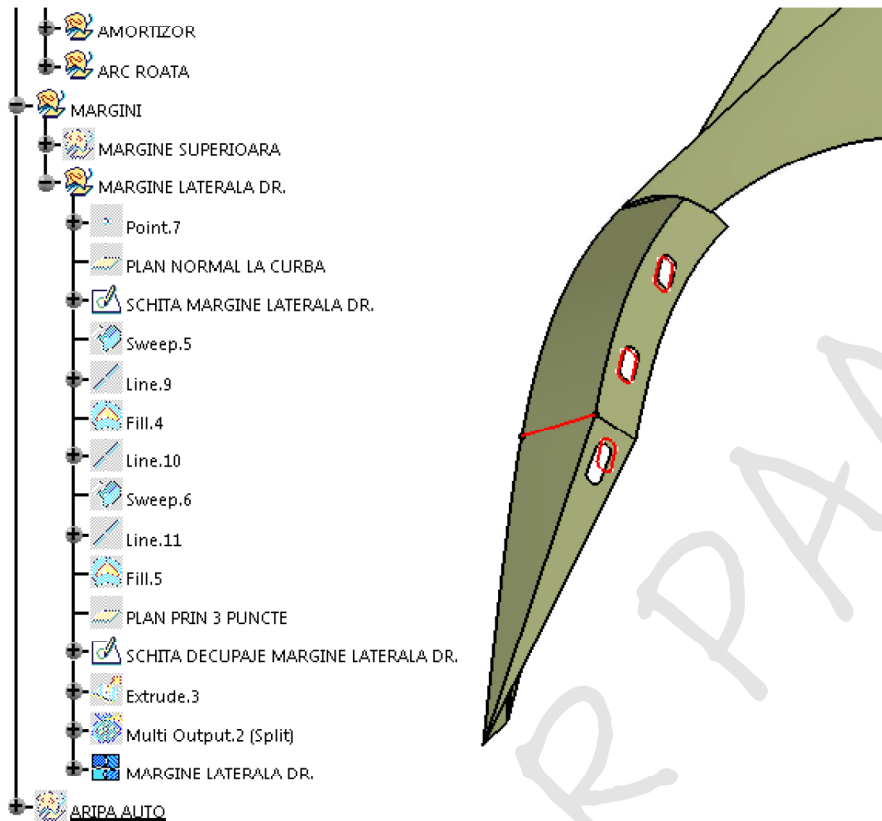 AMORTIZOR
ARC ROATA
MARGINI
MARGINE SUPERIOARA
MARGINE LATERALA DR.
Point.7
PLAN NORMAL LA CURBA
SCHITA MARGINE LATERALA DR.
Sweep.5
Line.9
Fill.4
Line.10
Sweep.6
Line.11
Fill.5
PLAN PRIN 3 PUNCTE
SCHITA DECUPAJE MARGINE LATERALA DR.
Extrude.3
Multi Output.2 (Split)
MARGINE LATERALA DR.
ARIPA AUTO